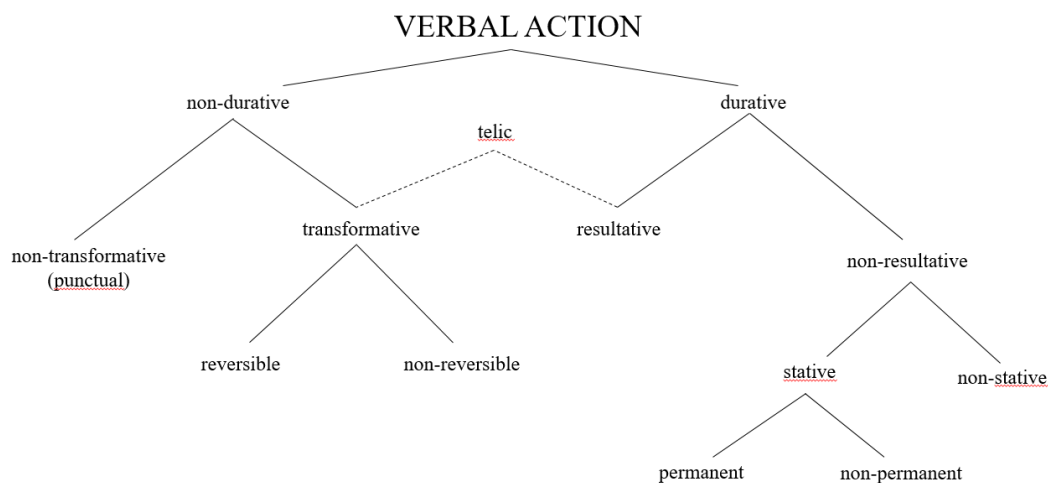 VERBAL ACTION
non-durative
durative
telic
transformative
resultative
non-transformative
(punctual)
non-resultative
reversible
non-reversible
stative
non-stative
permanent
non-permanent